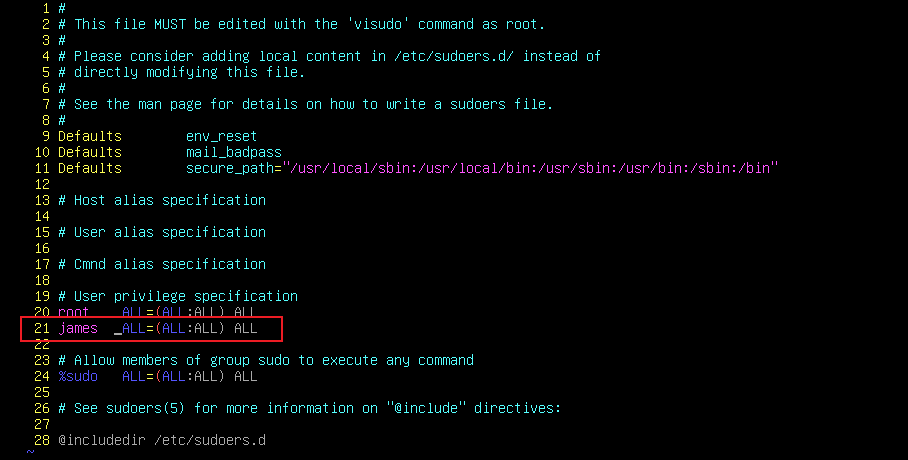 1 #
2 # This file MUST be edited with the 'visudo' command as root.
3 #
4 # Please consider adding local content in /etc/sudoers.d/ instead of
5 # directly modifying this file.
6 #
7 # See the man page for details on how to write a sudoers file.
8 #
9 Defaults        env_reset
10 Defaults        mail_badpass
11 Defaults        secure_path="/usr/local/sbin:/usr/local/bin:/usr/sbin:/usr/bin:/sbin:/bin"
12
13 # Host alias specification
14
15 # User alias specification
16
17 # Cmnd alias specification
18
19 # User privilege specification
20 root    ALL=(ALL:ALL) ALL
21 james  _ALL=(ALL:ALL) ALL
22
23 # Allow members of group sudo to execute any command
24 %sudo   ALL=(ALL:ALL) ALL
25
26 # See sudoers(5) for more information on "@include" directives:
27
28 @includedir /etc/sudoers.d
~